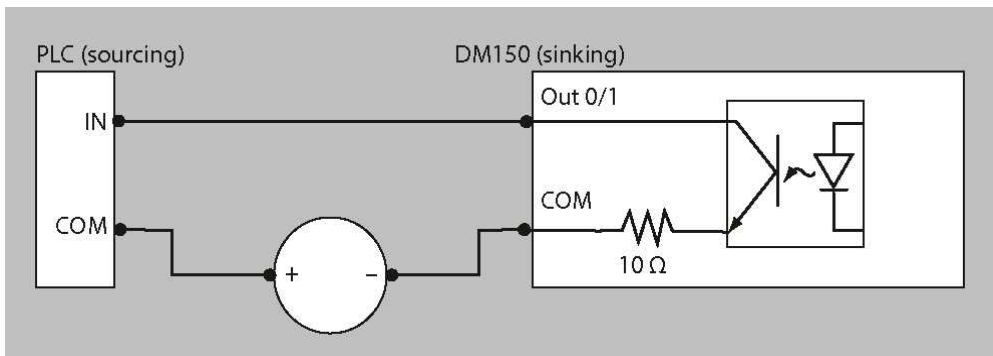 PLC (sourcing)
DM150 (sinking)
IN
Out 0/1
COM
COM
+
–
10 Ω